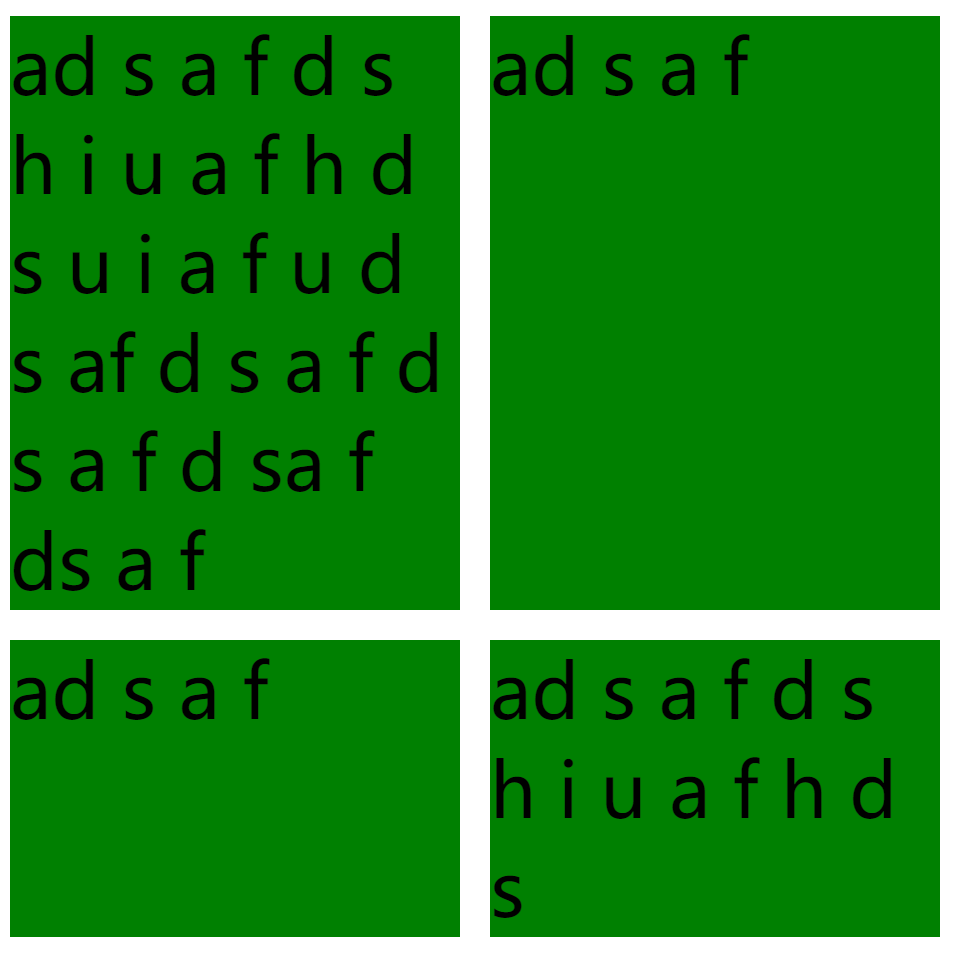 ad s a f d s
h i u a f h d
s u i a f u d
s af d s a f d
s a f d sa f
ds a f
ad s a f
ad s a f
ad s a f d s
h i u a f h d
s